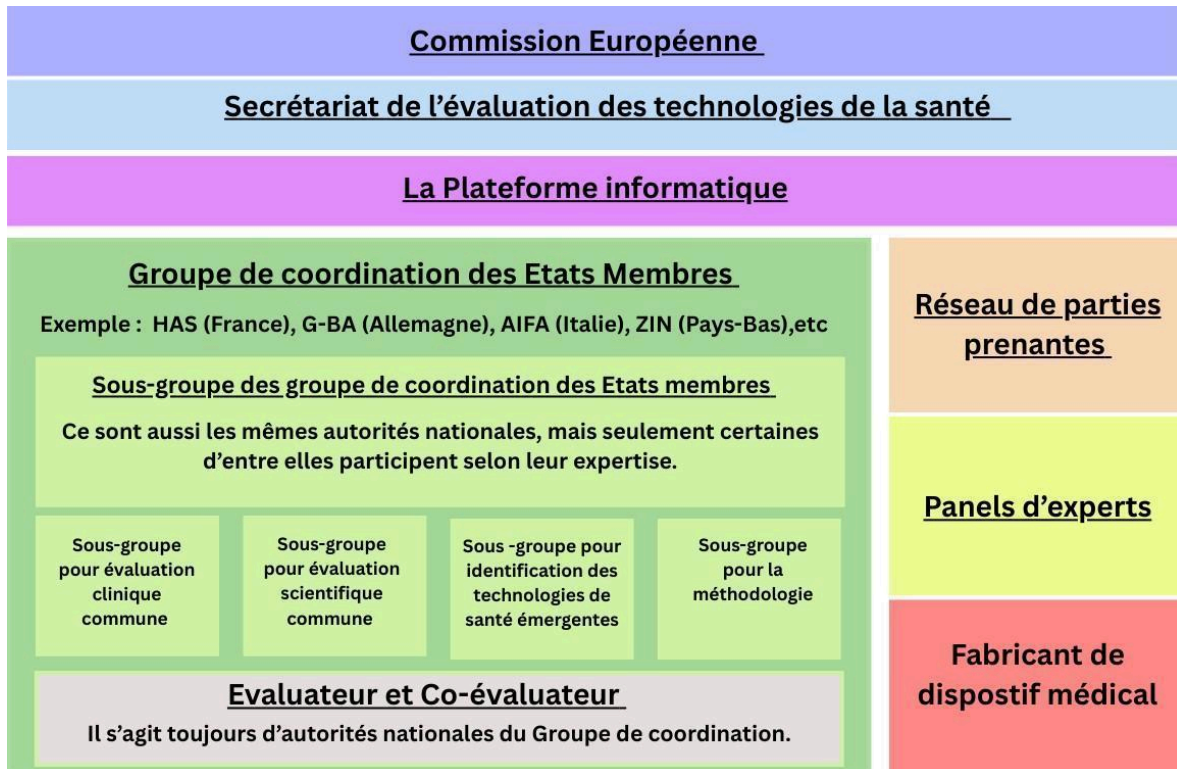 Commission Européenne
Secrétariat de l'évaluation des technologies de la santé
La Plateforme informatique
Groupe de coordination des Etats Membres
Exemple : HAS (France), G-BA (Allemagne), AIFA (Italie), ZIN (Pays-Bas),etc
Sous-groupe des groupe de coordination des Etats membres
Ce sont aussi les mêmes autorités nationales, mais seulement certaines
d'entre elles participent selon leur expertise.
Sous-groupe
pour évaluation
clinique
commune
Sous-groupe
pour évaluation
scientifique
commune
Sous -groupe pour
identification des
technologies de
santé émergentes
Sous-groupe
pour la
méthodologie
Evaluateur et Co-évaluateur
Il s'agit toujours d'autorités nationales du Groupe de coordination.
Réseau de parties
prenantes
Panels d'experts
Fabricant de
dispostif médical